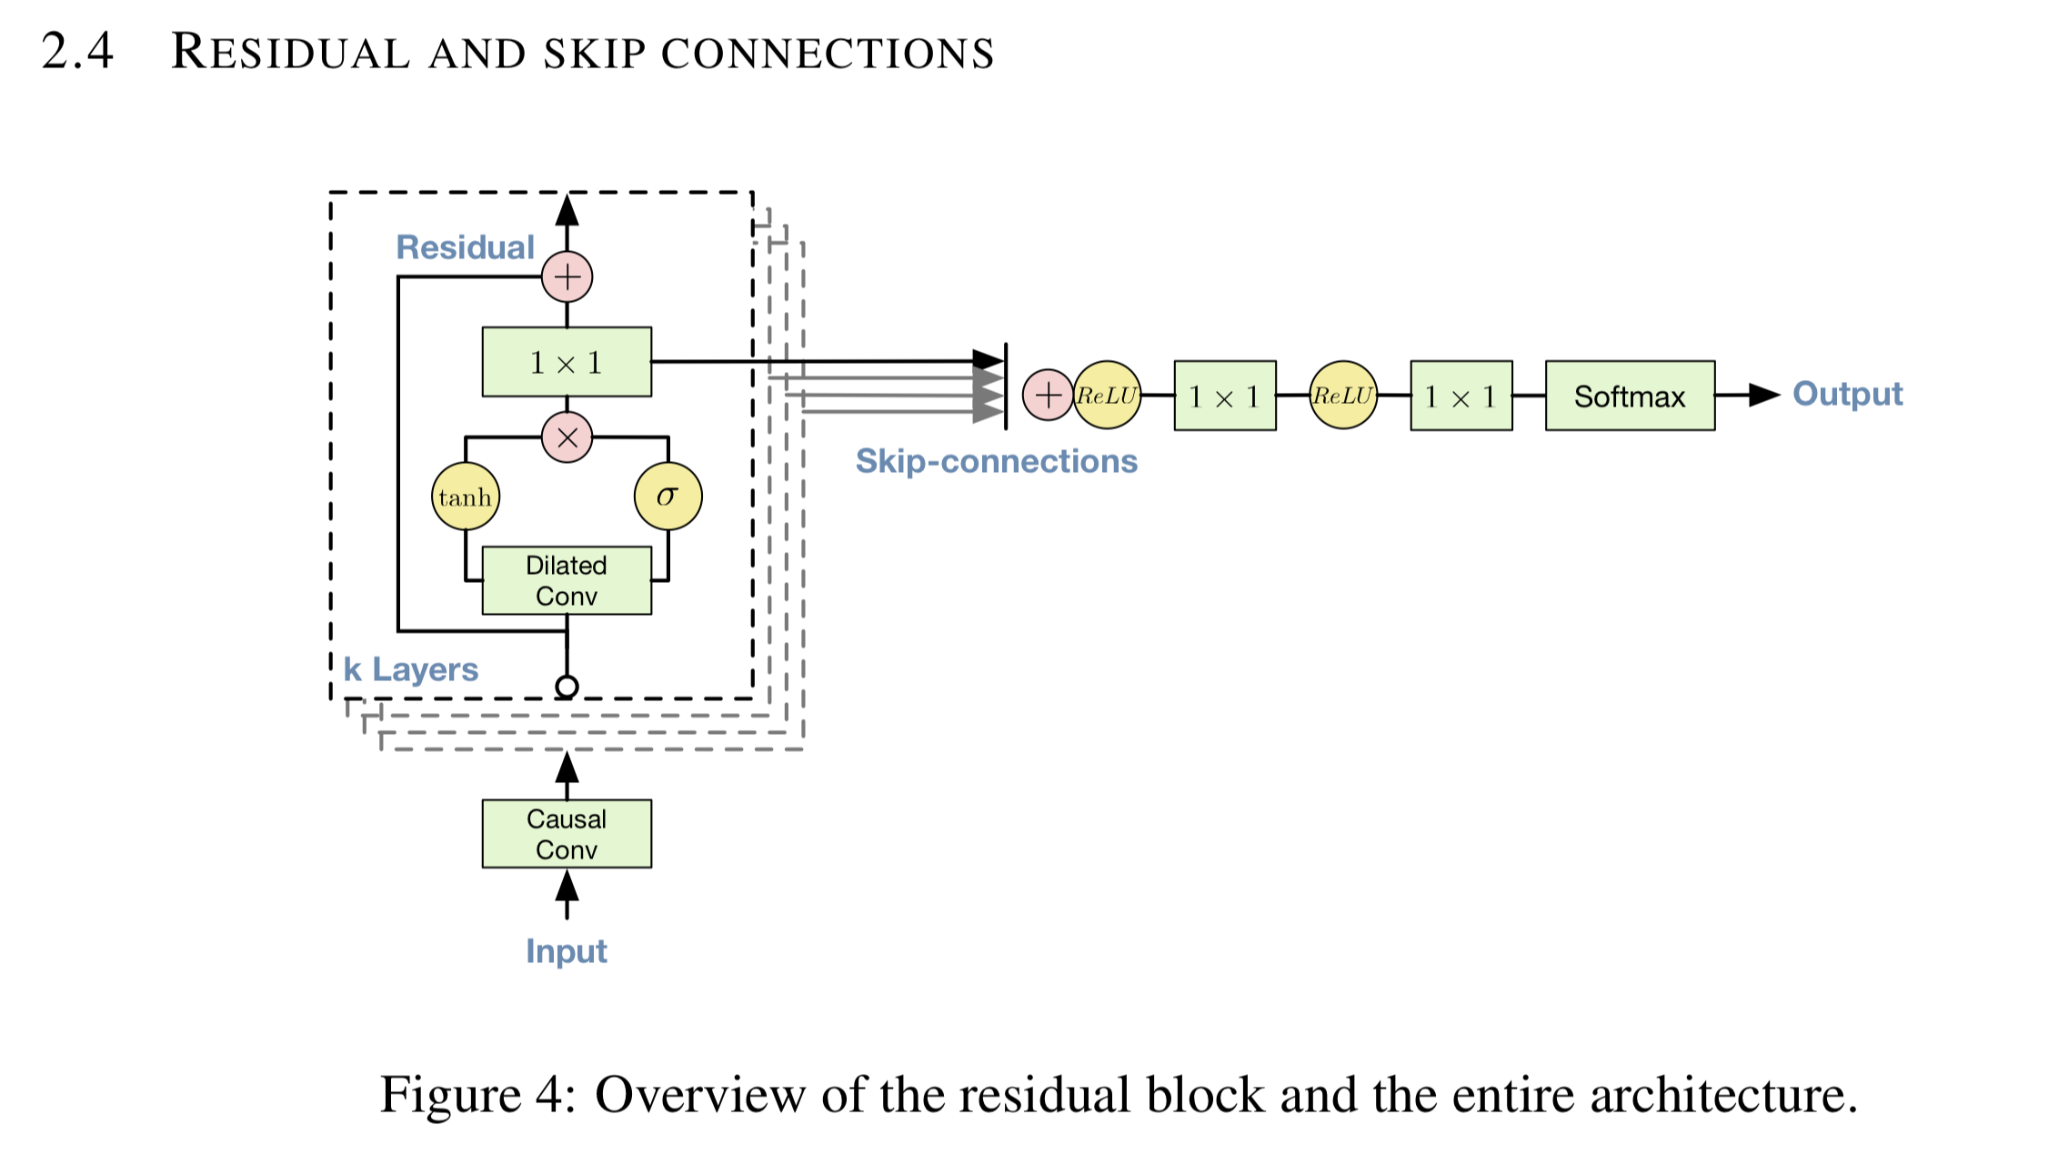 2.4 RESIDUAL AND SKIP CONNECTIONS
Residual
+
1 × 1
×
tanh
σ
Dilated
Conv
k Layers
Causal
Conv
Input
+
ReLU
1 × 1
ReLU
1 × 1
Softmax
Output
Skip-connections
Figure 4: Overview of the residual block and the entire architecture.